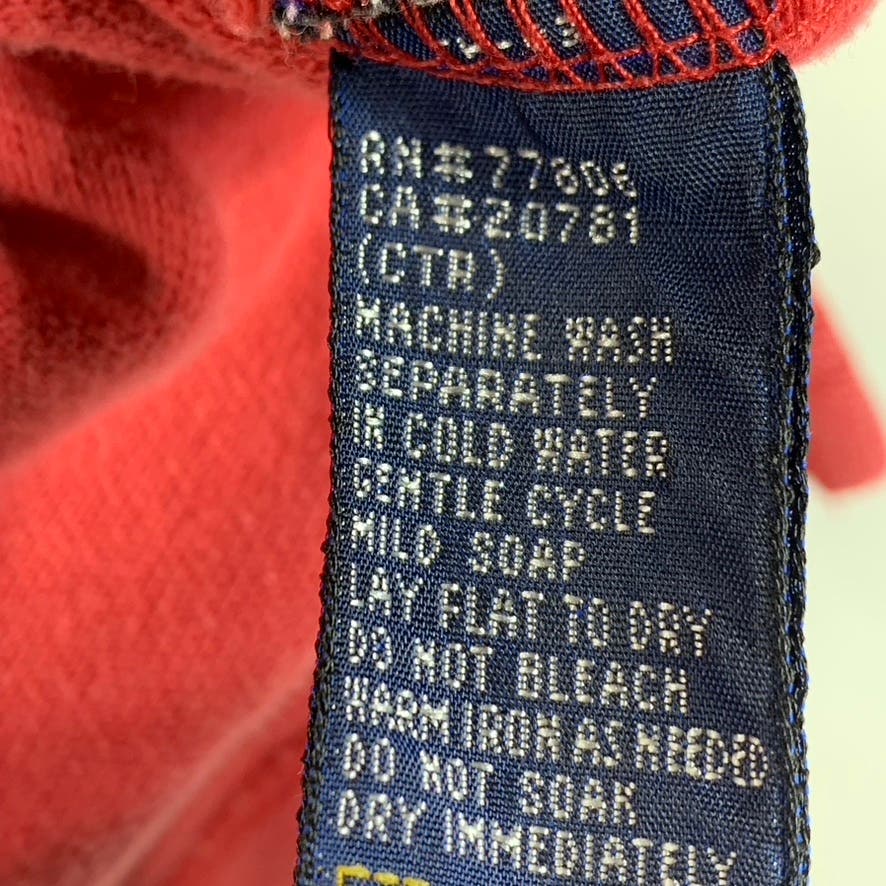 RN#77806
CA#20781
(CTR)
MACHINE WASH
SEPARATELY
IN COLD WATER
GENTLE CYCLE
MILD SOAP
LAY FLAT TO DRY
DO NOT BLEACH
WARM IRON AS NEEDED
DO NOT SOAK
DRY IMMEDIATELY